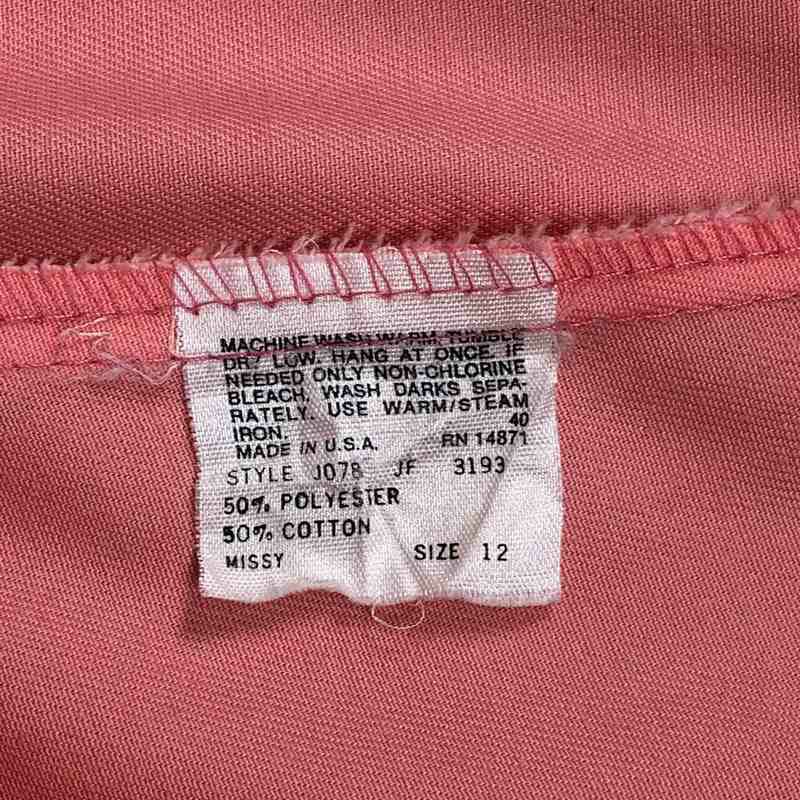 MACHINE WASH WARM, TUMBLE
DRY LOW. HANG AT ONCE. IF
NEEDED ONLY NON-CHLORINE
BLEACH. WASH DARKS SEPA-
RATELY. USE WARM/STEAM
IRON. 40
MADE IN U.S.A. RN 14871
STYLE J078 JF 3193
50% POLYESTER
50% COTTON
MISSY SIZE 12